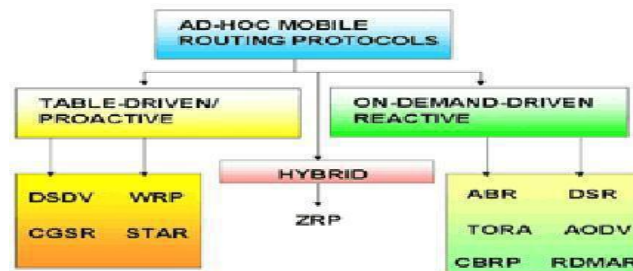 AD-HOC MOBILE
ROUTING PROTOCOLS
TABLE-DRIVEN/
PROACTIVE
ON-DEMAND-DRIVEN
REACTIVE
HYBRID
DSDV WRP
CGSR STAR
ZRP
ABR DSR
TORA AODV
CBRP RDMAR